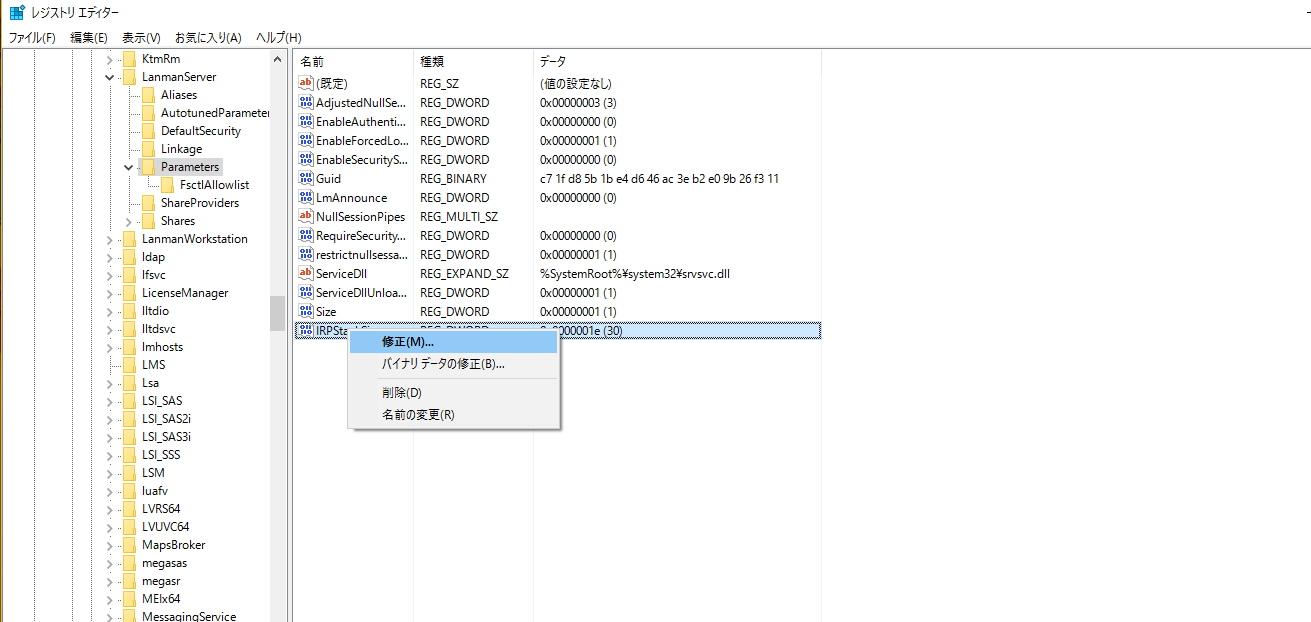 レジストリ エディター
ファイル(F) 編集(E) 表示(V) お気に入り(A) ヘルプ(H)
KtmRm
LanmanServer
Aliases
AutotunedParameter
DefaultSecurity
Linkage
Parameters
FsctlAllowlist
ShareProviders
Shares
LanmanWorkstation
ldap
lfsvc
LicenseManager
lltdio
lltdsvc
lmhosts
LMS
Lsa
LSI_SAS
LSI_SAS2i
LSI_SAS3i
LSI_SSS
LSM
luafv
LVRS64
LVUVC64
MapsBroker
megasas
megasr
MEIx64
MessagingService
名前 種類 データ
(既定) REG_SZ (値の設定なし)
AdjustedNullSe... REG_DWORD 0x00000003 (3)
EnableAuthenti... REG_DWORD 0x00000000 (0)
EnableForcedLo... REG_DWORD 0x00000001 (1)
EnableSecurityS... REG_DWORD 0x00000000 (0)
Guid REG_BINARY c7 1f d8 5b 1b e4 d6 46 ac 3e b2 e0 9b 26 f3 11
LmAnnounce REG_DWORD 0x00000000 (0)
NullSessionPipes REG_MULTI_SZ
RequireSecurity... REG_DWORD 0x00000000 (0)
restrictnullsessa... REG_DWORD 0x00000001 (1)
ServiceDll REG_EXPAND_SZ %SystemRoot%¥system32¥srvsvc.dll
ServiceDllUnloa... REG_DWORD 0x00000001 (1)
Size REG_DWORD 0x00000001 (1)
IRPStackSize REG_DWORD 0x0000001e (30)
修正(M)...
バイナリ データの修正(B)...
削除(D)
名前の変更(R)